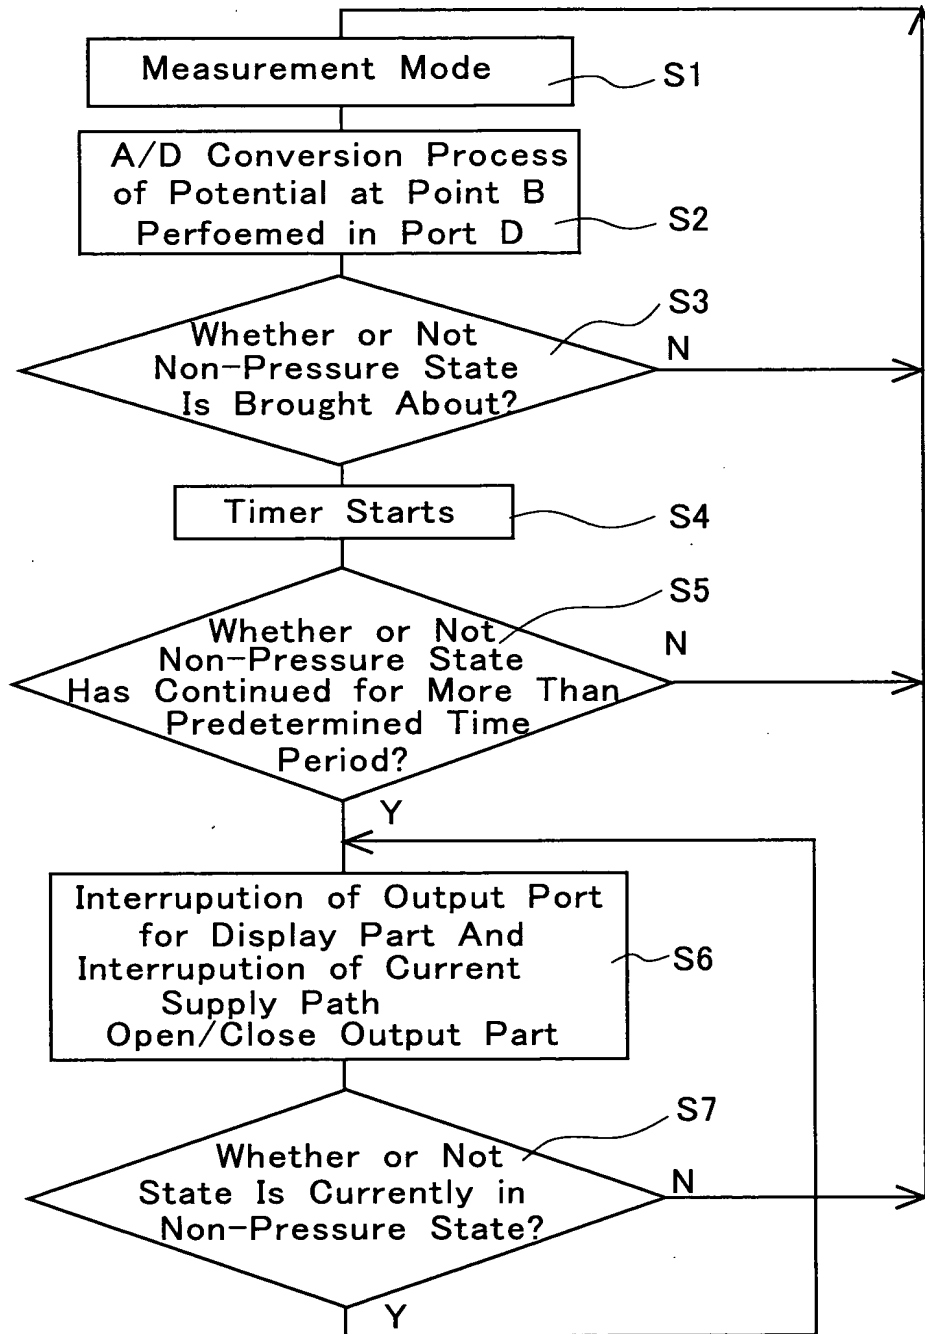 Measurement Mode
S1
A/D Conversion Process
of Potential at Point B
Perfoemed in Port D
S2
Whether or Not
Non-Pressure State
Is Brought About?
S3
N
Timer Starts
S4
Whether or Not
Non-Pressure State
Has Continued for More Than
Predetermined Time
Period?
S5
N
Y
Interrupution of Output Port
for Display Part And
Interrupution of Current
Supply Path
Open/Close Output Part
S6
Whether or Not
State Is Currently in
Non-Pressure State?
S7
N
Y